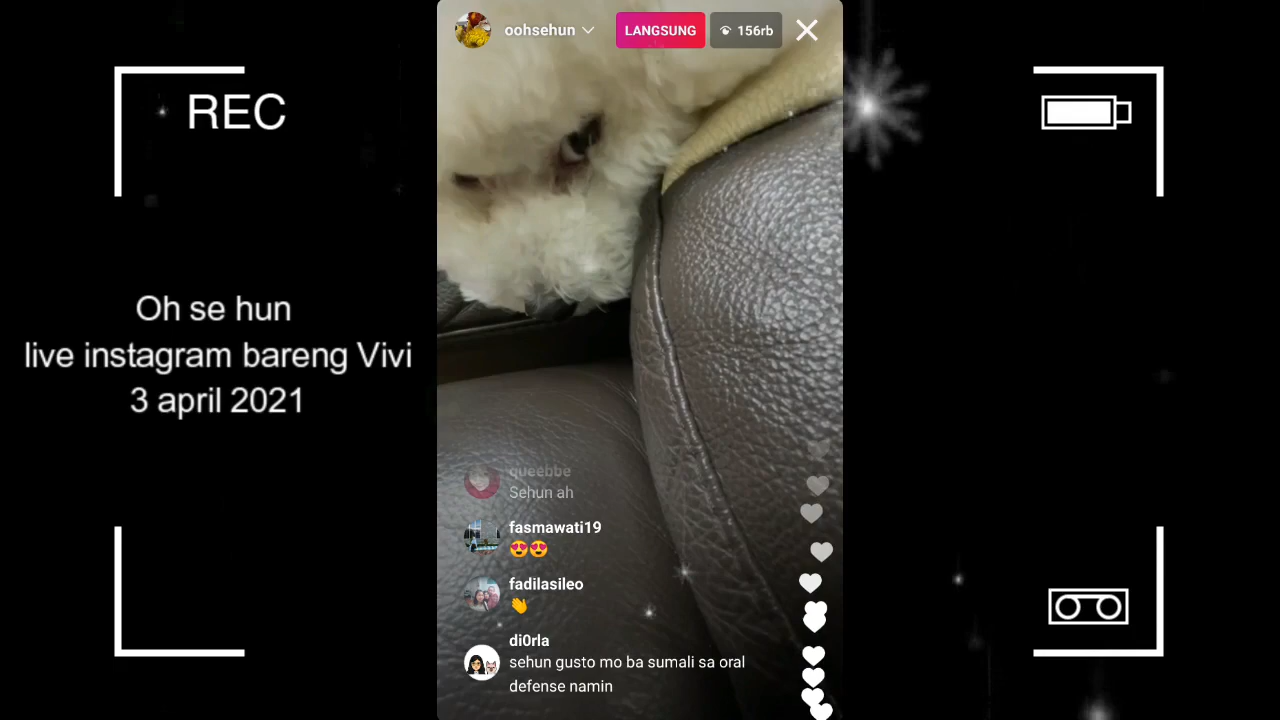 oohsehun
LANGSUNG
156rb
REC
Oh se hun
live instagram bareng Vivi
3 april 2021
queebbe
Sehun ah
fasmawati19
😍😍
fadilasileo
👏
di0rla
sehun gusto mo ba sumali sa oral
defense namin